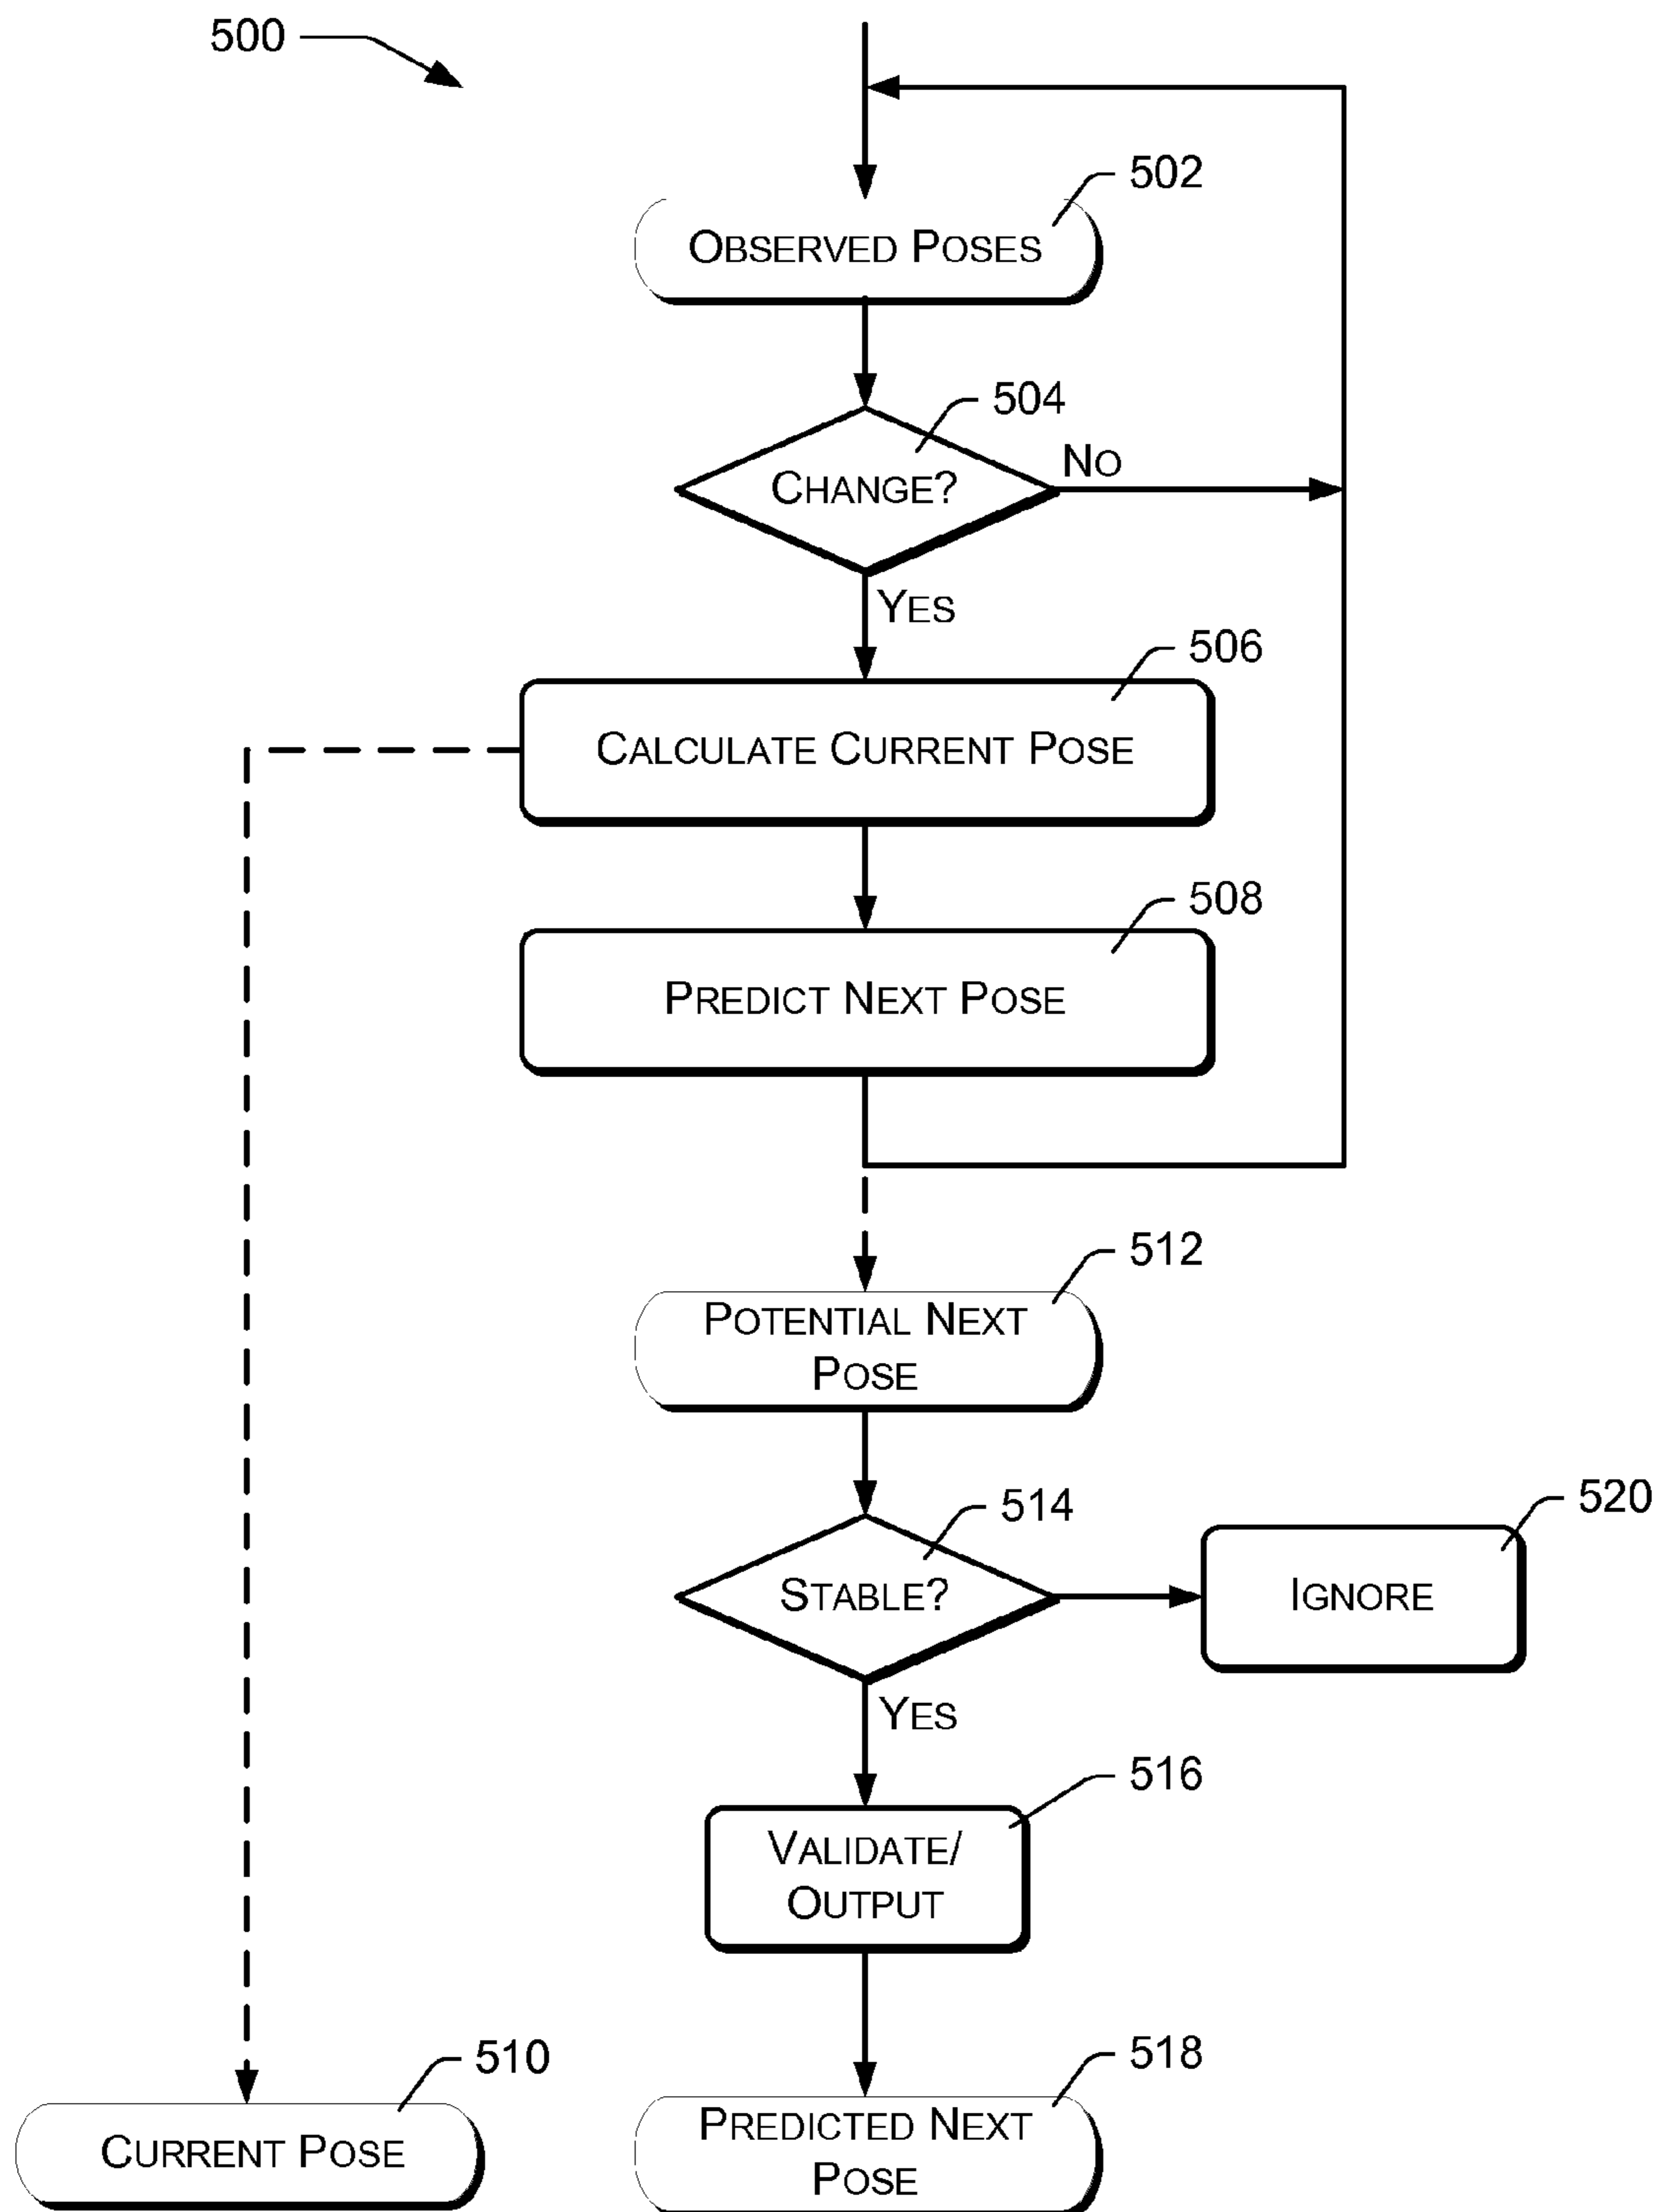 500
502
OBSERVED POSES
504
CHANGE?
NO
YES
506
CALCULATE CURRENT POSE
508
PREDICT NEXT POSE
512
POTENTIAL NEXT
POSE
514
STABLE?
520
IGNORE
YES
516
VALIDATE/
OUTPUT
510
CURRENT POSE
518
PREDICTED NEXT
POSE